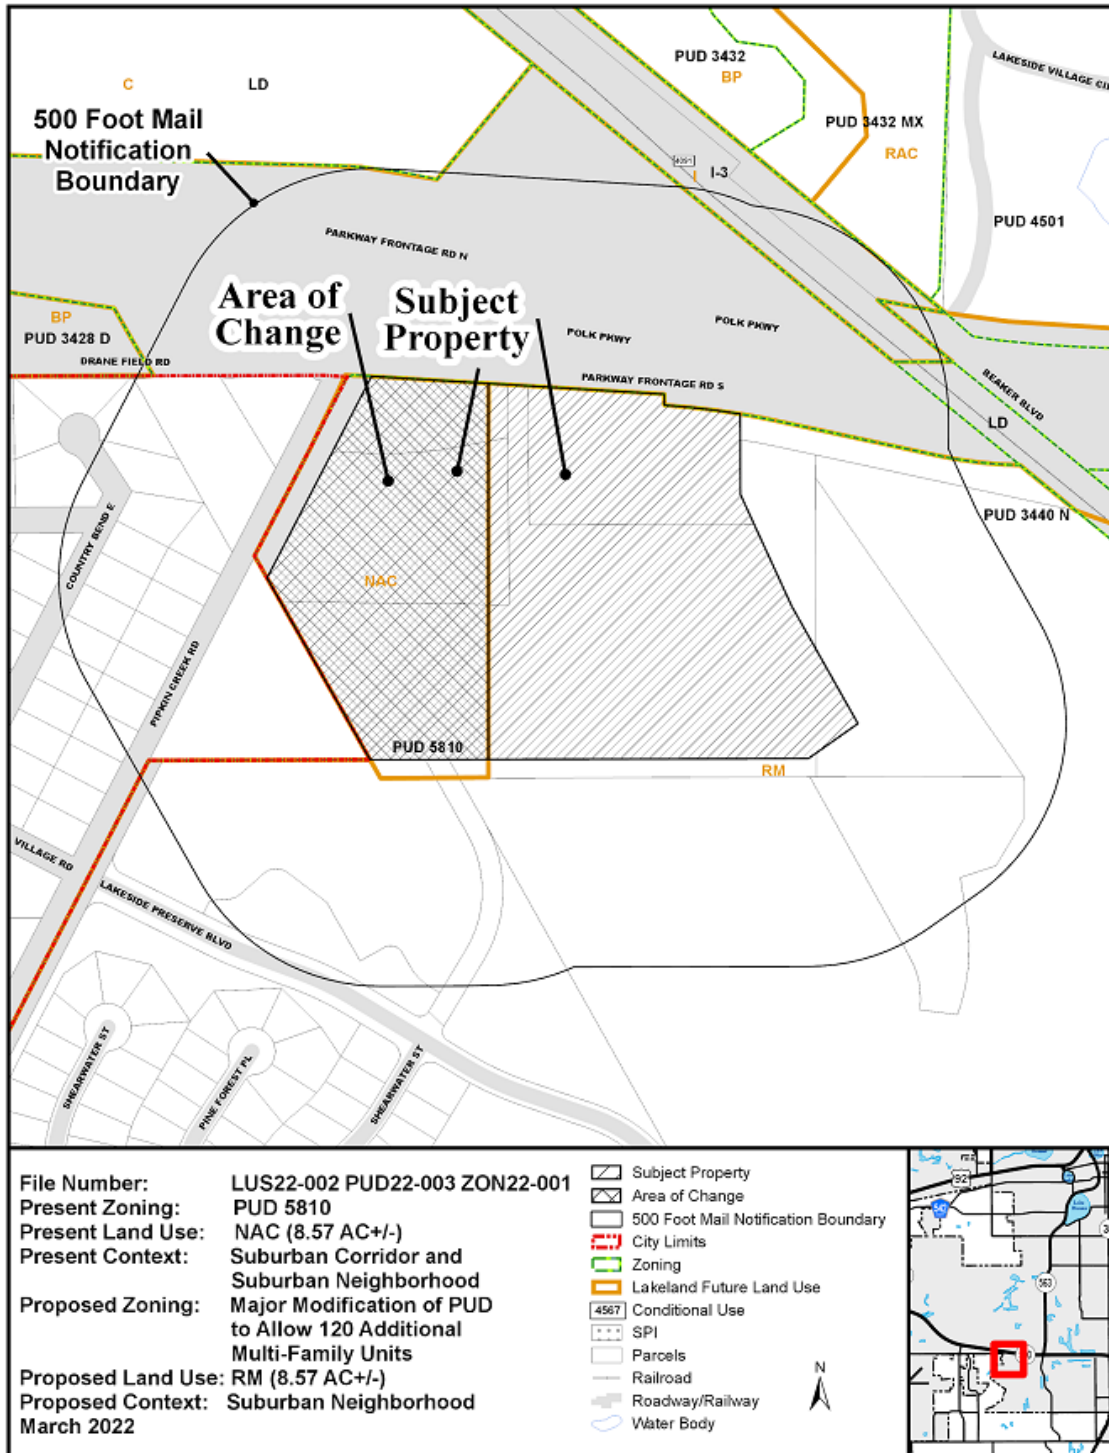 C
LD
500 Foot Mail
Notification
Boundary
PUD 3432
BP
PUD 3432 MX
RAC
LAKESIDE VILLAGE
4091
I
I-3
PUD 4501
PARKWAY FRONTAGE RD N
Area of
Change
Subject
Property
POLK PKWY
POLK PKWY
BP
PUD 3428 D
DRANE FIELD RD
PARKWAY FRONTAGE RD S
BEAKER BLVD
LD
PUD 3440 N
COUNTRY BEND E
NAC
PIPKIN CREEK RD
PUD 5810
RM
VILLAGE RD
LAKESIDE PRESERVE BLVD
SHEARWATER ST
PINE FOREST PL
SHEARWATER ST
File Number: LUS22-002 PUD22-003 ZON22-001
Present Zoning: PUD 5810
Present Land Use: NAC (8.57 AC+/-)
Present Context: Suburban Corridor and
Suburban Neighborhood
Proposed Zoning: Major Modification of PUD
to Allow 120 Additional
Multi-Family Units
Proposed Land Use: RM (8.57 AC+/-)
Proposed Context: Suburban Neighborhood
March 2022
Subject Property
Area of Change
500 Foot Mail Notification Boundary
City Limits
Zoning
Lakeland Future Land Use
4567 Conditional Use
SPI
Parcels
Railroad
Roadway/Railway
Water Body
N
563